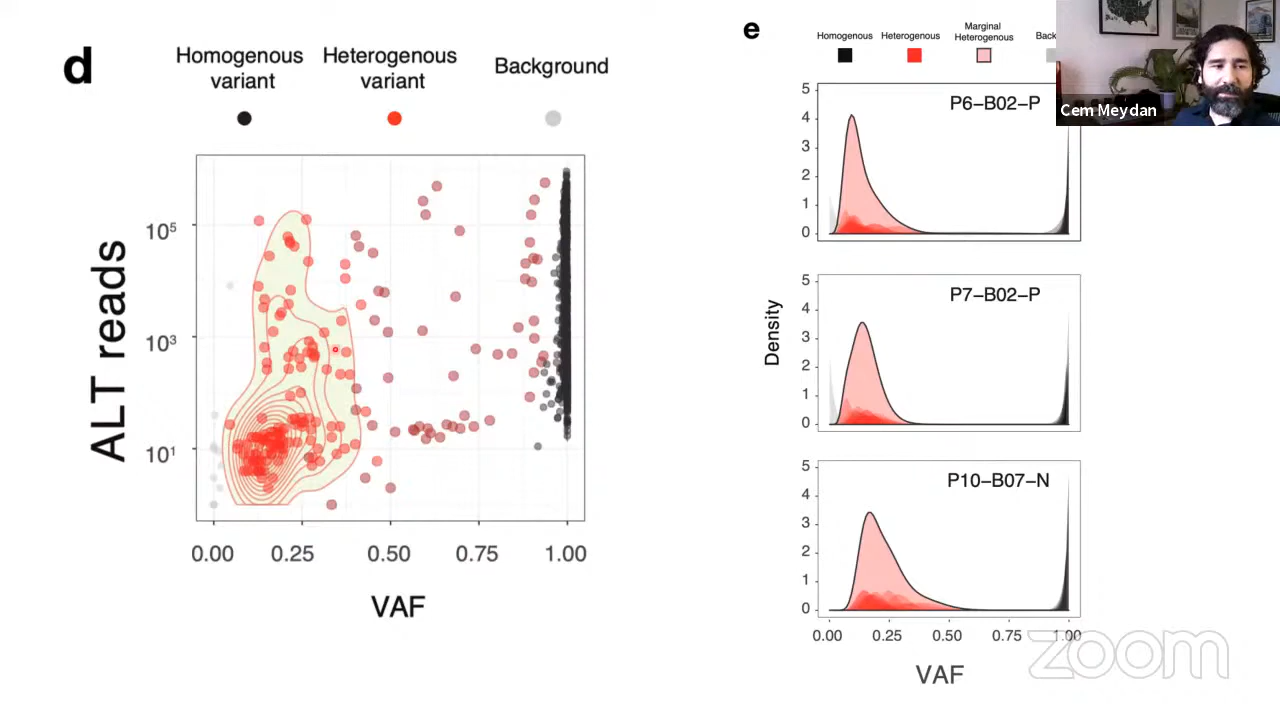 d
Homogenous
variant
Heterogenous
variant
Background
ALT reads
10⁵
10³
10¹
0.00 0.25 0.50 0.75 1.00
VAF
e
Homogenous
Heterogenous
Marginal
Heterogenous
Cem Meydan
P6–B02–P
5
4
3
2
1
0
P7–B02–P
5
4
3
2
1
0
Density
P10–B07–N
5
4
3
2
1
0
0.00 0.25 0.50 0.75 1.00
VAF
zoom